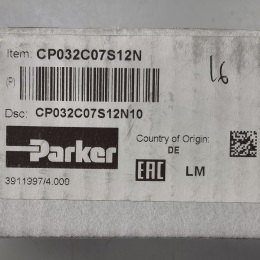 Item: CP032C07S12N
(P)
16
Dsc: CP032C07S12N10
Parker
Country of Origin:
DE
3911997/4.000
EAC
LM